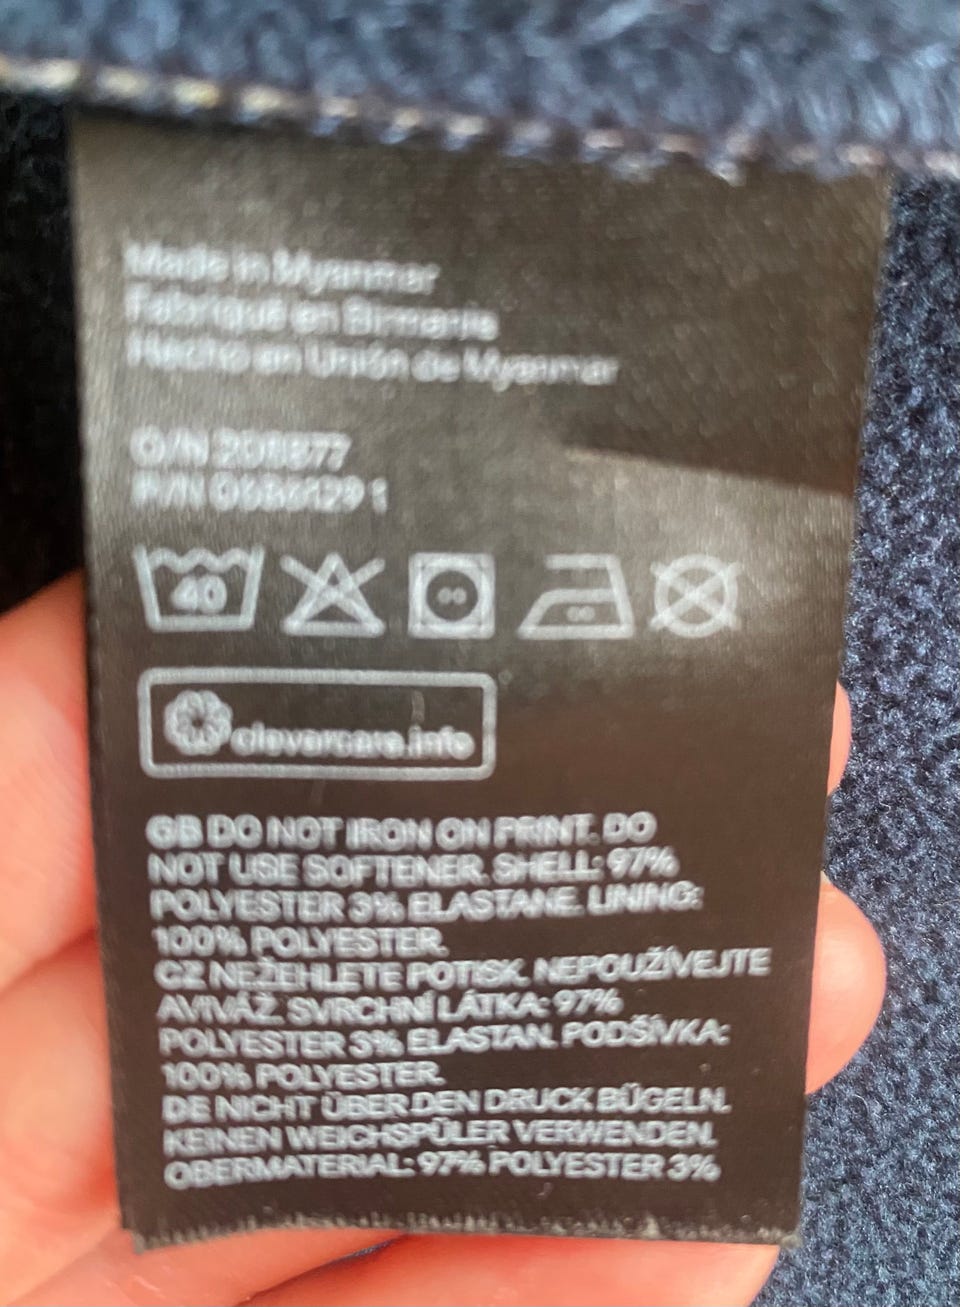 Made in Myanmar
Fabriqué en Birmanie
Hecho en Unión de Myanmar
O/N
P/N
40
clevercare.info
GB DO NOT IRON ON PRINT. DO
NOT USE SOFTENER. SHELL: 97%
POLYESTER 3% ELASTANE. LINING:
100% POLYESTER.
CZ NEŽEHLETE POTISK. NEPOUŽÍVEJTE
AVIVÁŽ. SVRCHNÍ LÁTKA: 97%
POLYESTER 3% ELASTAN. PODŠÍVKA:
100% POLYESTER.
DE NICHT ÜBER DEN DRUCK BÜGELN.
KEINEN WEICHSPÜLER VERWENDEN.
OBERMATERIAL: 97% POLYESTER 3%